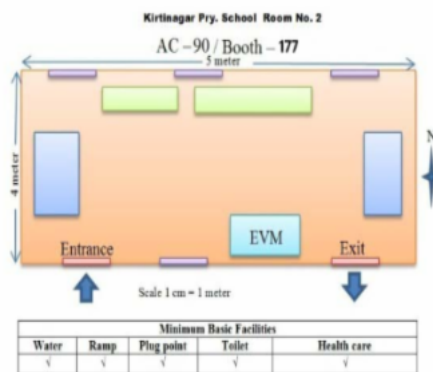 Kirtinagar Pry. School Room No. 2
AC – 90 / Booth – 177
5 meter
4 meter
N
EVM
Entrance
Exit
Scale 1 cm = 1 meter
Minimum Basic Facilities
Water Ramp Plug point Toilet Health care
√ √ √ √ √